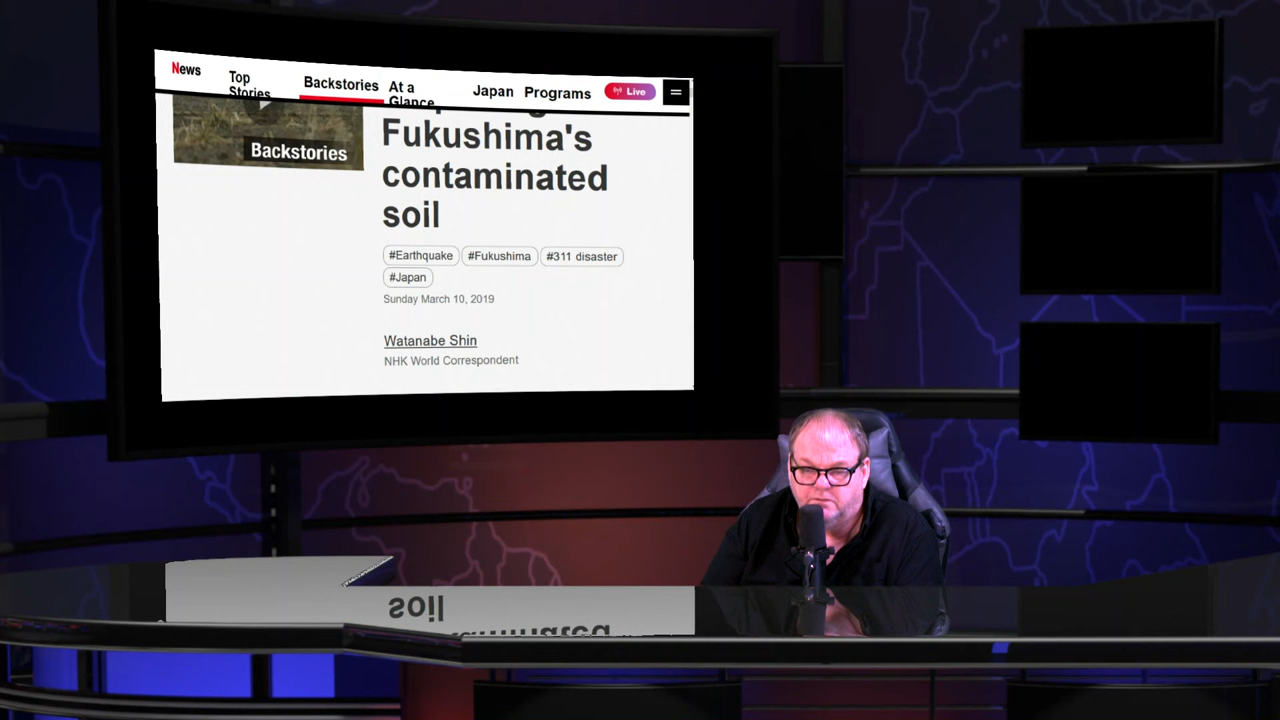 News
Top Stories
Backstories
At a Glance
Japan
Programs
Live
Backstories
Fukushima's
contaminated
soil
#Earthquake
#Fukushima
#311 disaster
#Japan
Sunday March 10, 2019
Watanabe Shin
NHK World Correspondent
soil